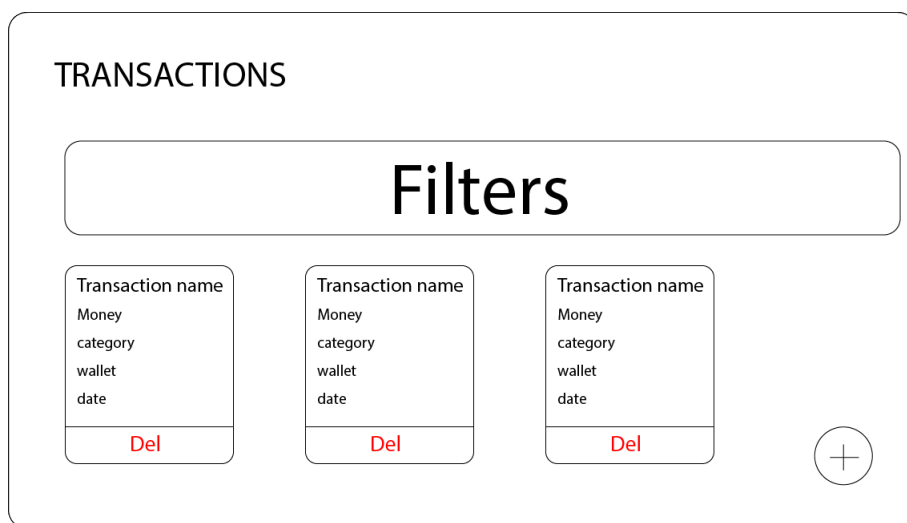 TRANSACTIONS
Filters
Transaction name
Money
category
wallet
date
Del
Transaction name
Money
category
wallet
date
Del
Transaction name
Money
category
wallet
date
Del